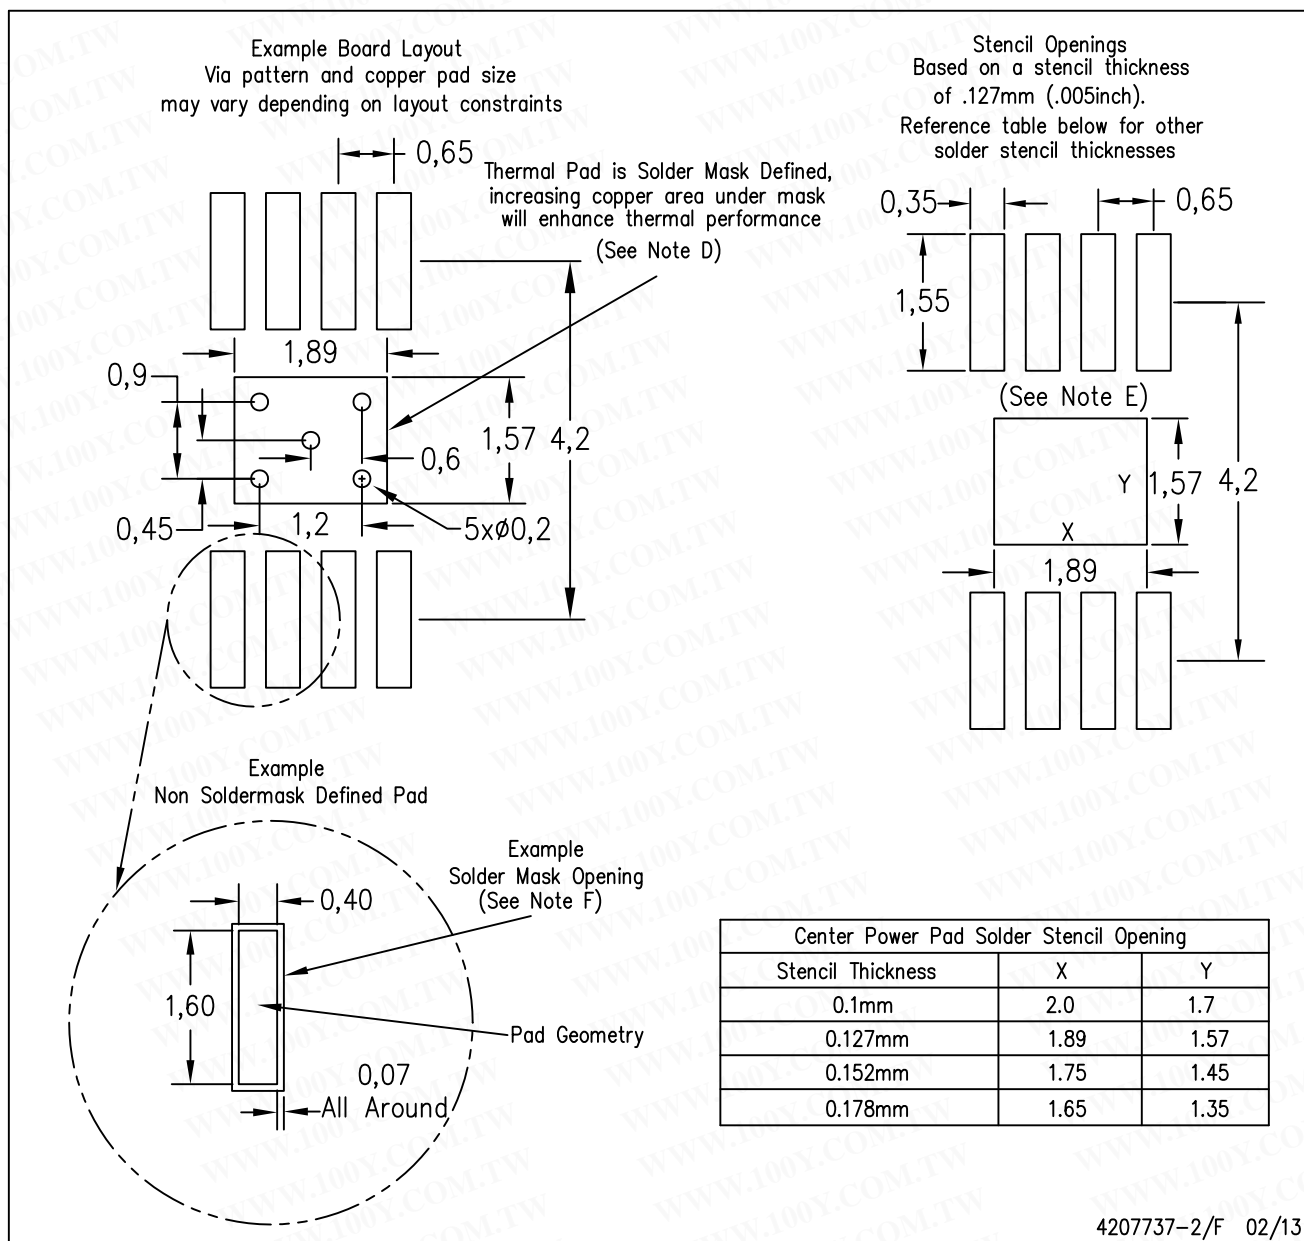 Example Board Layout
Via pattern and copper pad size
may vary depending on layout constraints
0,65
Thermal Pad is Solder Mask Defined,
increasing copper area under mask
will enhance thermal performance
(See Note D)
1,89
0,9
1,57
4,2
0,6
0,45
1,2
5xø0,2
Stencil Openings
Based on a stencil thickness
of .127mm (.005inch).
Reference table below for other
solder stencil thicknesses
0,35
0,65
1,55
(See Note E)
Y
1,57
4,2
X
1,89
Example
Non Soldermask Defined Pad
Example
Solder Mask Opening
(See Note F)
0,40
1,60
Pad Geometry
0,07
All Around
Center Power Pad Solder Stencil Opening
Stencil Thickness X Y
0.1mm 2.0 1.7
0.127mm 1.89 1.57
0.152mm 1.75 1.45
0.178mm 1.65 1.35
4207737-2/F 02/13
WWW.100Y.COM.TW